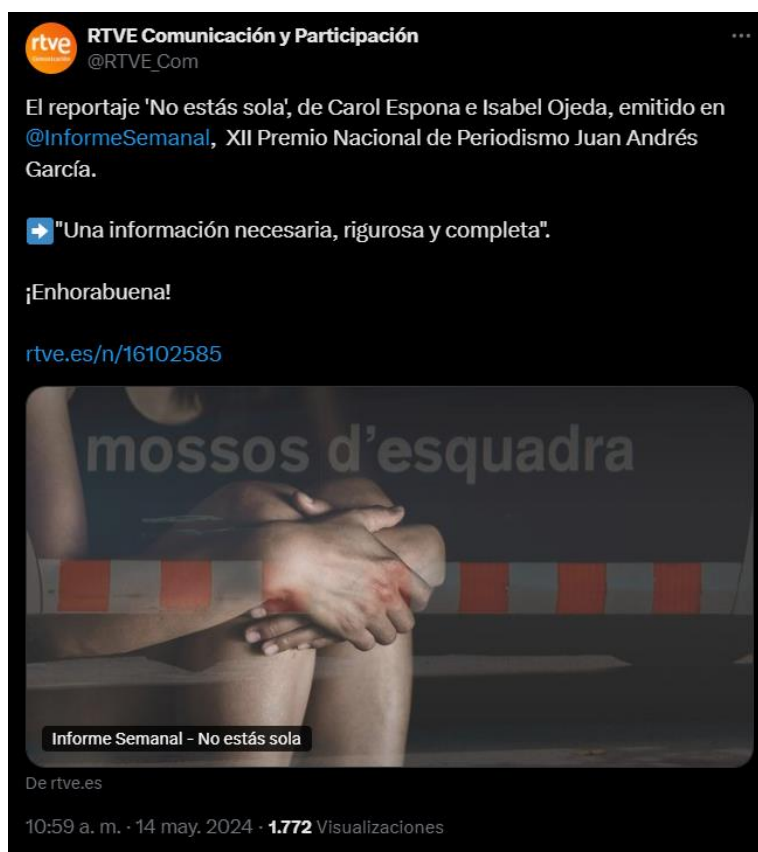 rtve
Comunicación
RTVE Comunicación y Participación
@RTVE_Com
El reportaje 'No estás sola', de Carol Espona e Isabel Ojeda, emitido en
@InformeSemanal, XII Premio Nacional de Periodismo Juan Andrés
García.
➡"Una información necesaria, rigurosa y completa".
¡Enhorabuena!
rtve.es/n/16102585
mossos d'esquadra
Informe Semanal - No estás sola
De rtve.es
10:59 a. m. · 14 may. 2024 · 1.772 Visualizaciones